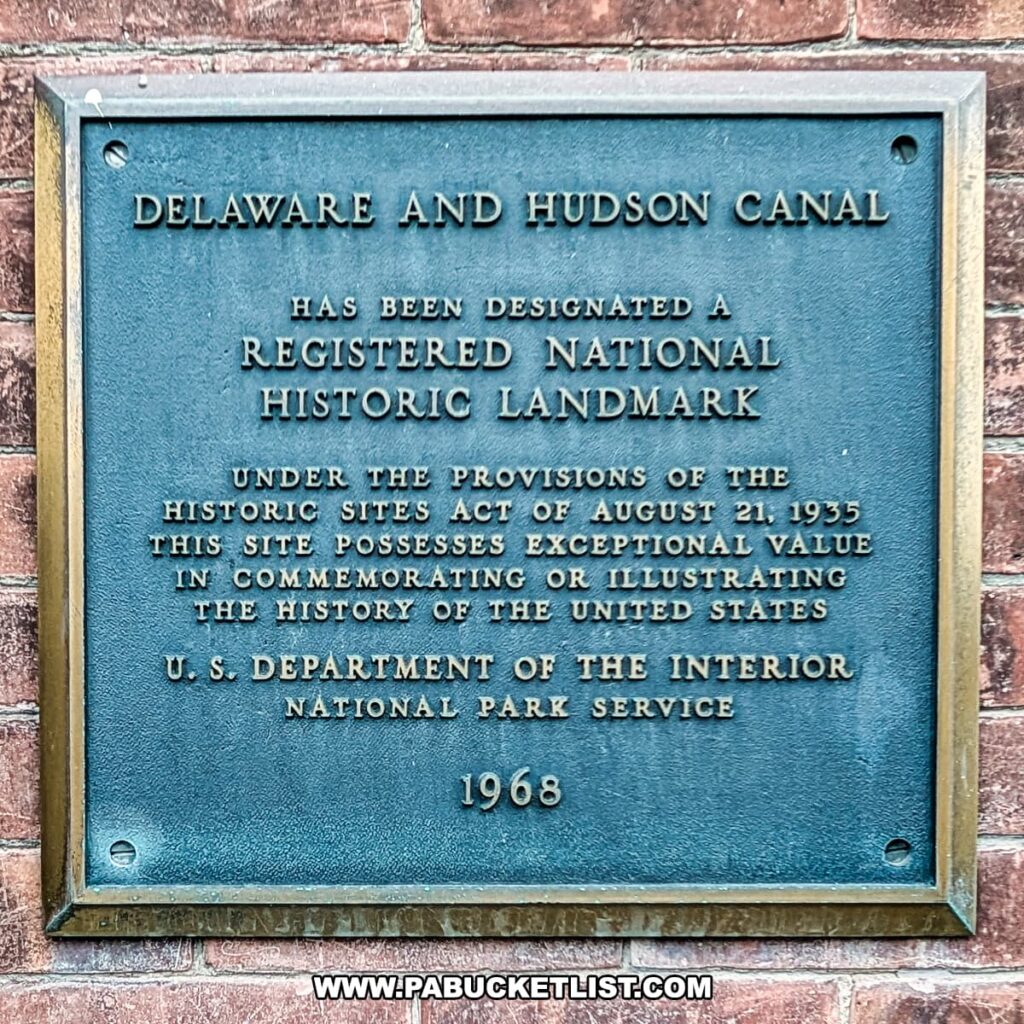 DELAWARE AND HUDSON CANAL
HAS BEEN DESIGNATED A
REGISTERED NATIONAL
HISTORIC LANDMARK
UNDER THE PROVISIONS OF THE
HISTORIC SITES ACT OF AUGUST 21, 1935
THIS SITE POSSESSES EXCEPTIONAL VALUE
IN COMMEMORATING OR ILLUSTRATING
THE HISTORY OF THE UNITED STATES
U. S. DEPARTMENT OF THE INTERIOR
NATIONAL PARK SERVICE
1968
WWW.PABUCKETLIST.COM